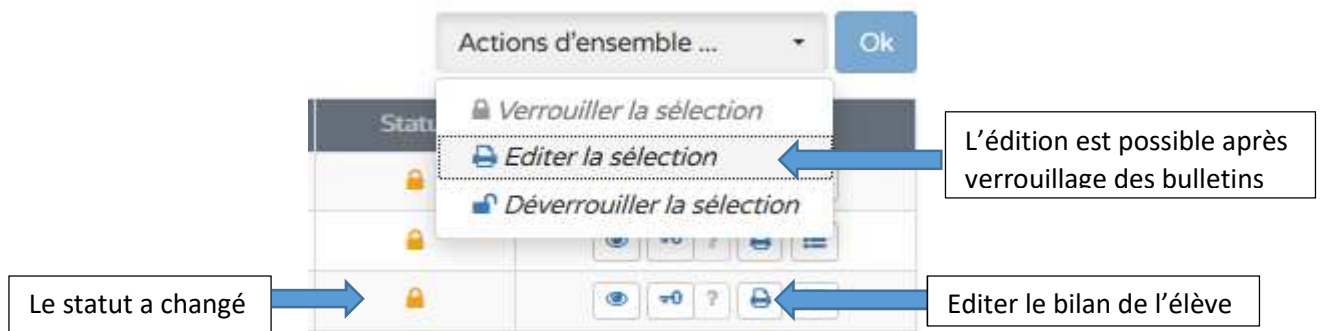 Actions d'ensemble ...
Ok
Verrouiller la sélection
Statu
Editer la sélection
L'édition est possible après
verrouillage des bulletins
Déverrouiller la sélection
?
Le statut a changé
?
Editer le bilan de l'élève